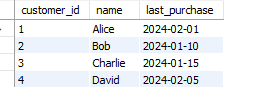 customer_id name last_purchase
1 Alice 2024-02-01
2 Bob 2024-01-10
3 Charlie 2024-01-15
4 David 2024-02-05